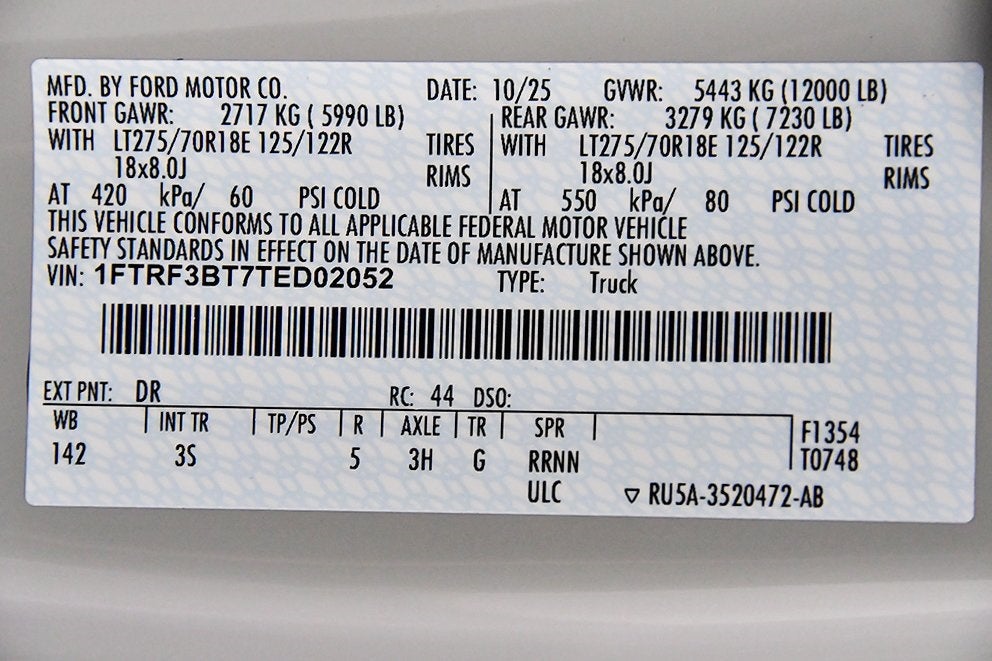 MFD. BY FORD MOTOR CO. DATE: 10/25 GVWR: 5443 KG (12000 LB)
FRONT GAWR: 2717 KG ( 5990 LB) REAR GAWR: 3279 KG ( 7230 LB)
WITH LT275/70R18E 125/122R TIRES WITH LT275/70R18E 125/122R TIRES
18x8.0J RIMS 18x8.0J RIMS
AT 420 kPa/ 60 PSI COLD AT 550 kPa/ 80 PSI COLD
THIS VEHICLE CONFORMS TO ALL APPLICABLE FEDERAL MOTOR VEHICLE
SAFETY STANDARDS IN EFFECT ON THE DATE OF MANUFACTURE SHOWN ABOVE.
VIN: 1FTRF3BT7TED02052 TYPE: Truck
EXT PNT: DR RC: 44 DSO:
WB INT TR TP/PS R AXLE TR SPR F1354
142 3S 5 3H G RRNN T0748
ULC ▽ RU5A-3520472-AB